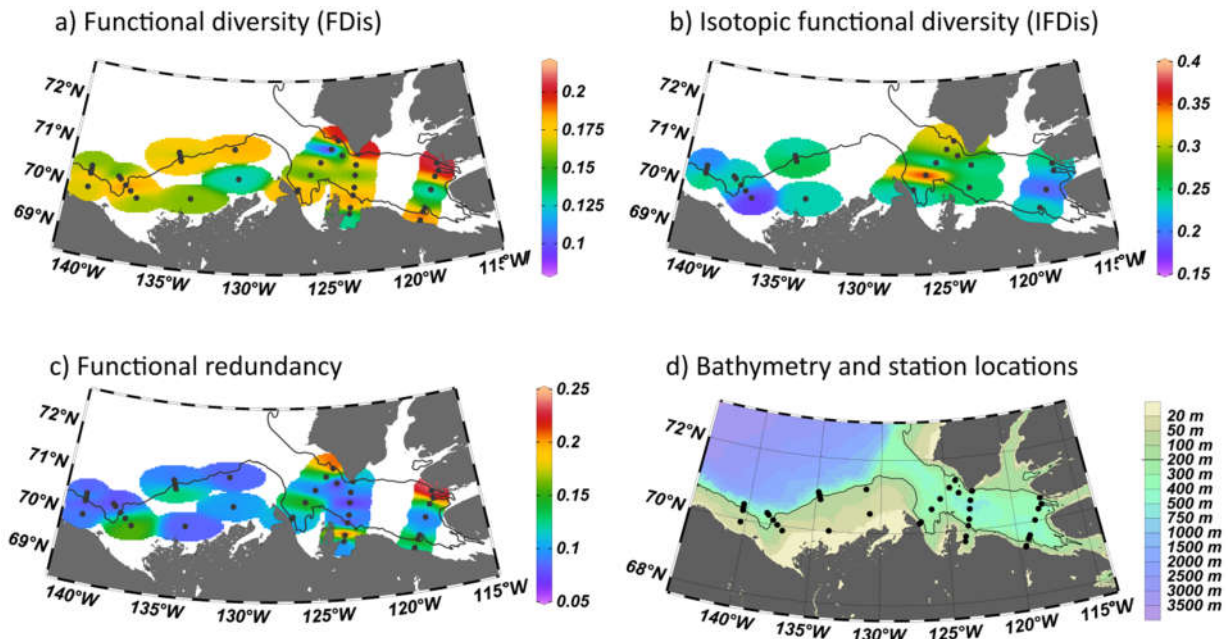 a) Functional diversity (FDis)
72°N
71°N
70°N
69°N
140°W
135°W
130°W
125°W
120°W
115°W
0.2
0.175
0.15
0.125
0.1
b) Isotopic functional diversity (IFDis)
72°N
71°N
70°N
69°N
140°W
135°W
130°W
125°W
120°W
115°W
0.4
0.35
0.3
0.25
0.2
0.15
c) Functional redundancy
72°N
71°N
70°N
69°N
140°W
135°W
130°W
125°W
120°W
115°W
0.25
0.2
0.15
0.1
0.05
d) Bathymetry and station locations
72°N
70°N
68°N
140°W
135°W
130°W
125°W
120°W
115°W
20 m
50 m
100 m
200 m
300 m
400 m
500 m
750 m
1000 m
1500 m
2000 m
2500 m
3000 m
3500 m